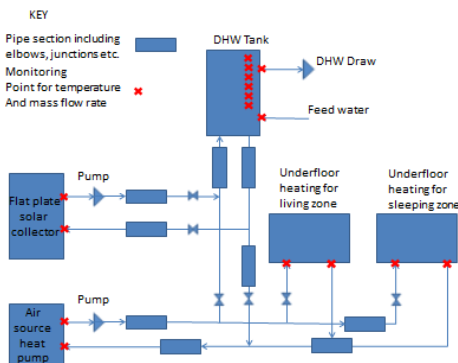 KEY
Pipe section including
elbows, junctions etc.
Monitoring
Point for temperature
And mass flow rate
DHW Tank
DHW Draw
Feed water
Pump
Flat plate
solar
collector
Underfloor
heating for
living zone
Underfloor
heating for
sleeping zone
Pump
Air
source
heat
pump